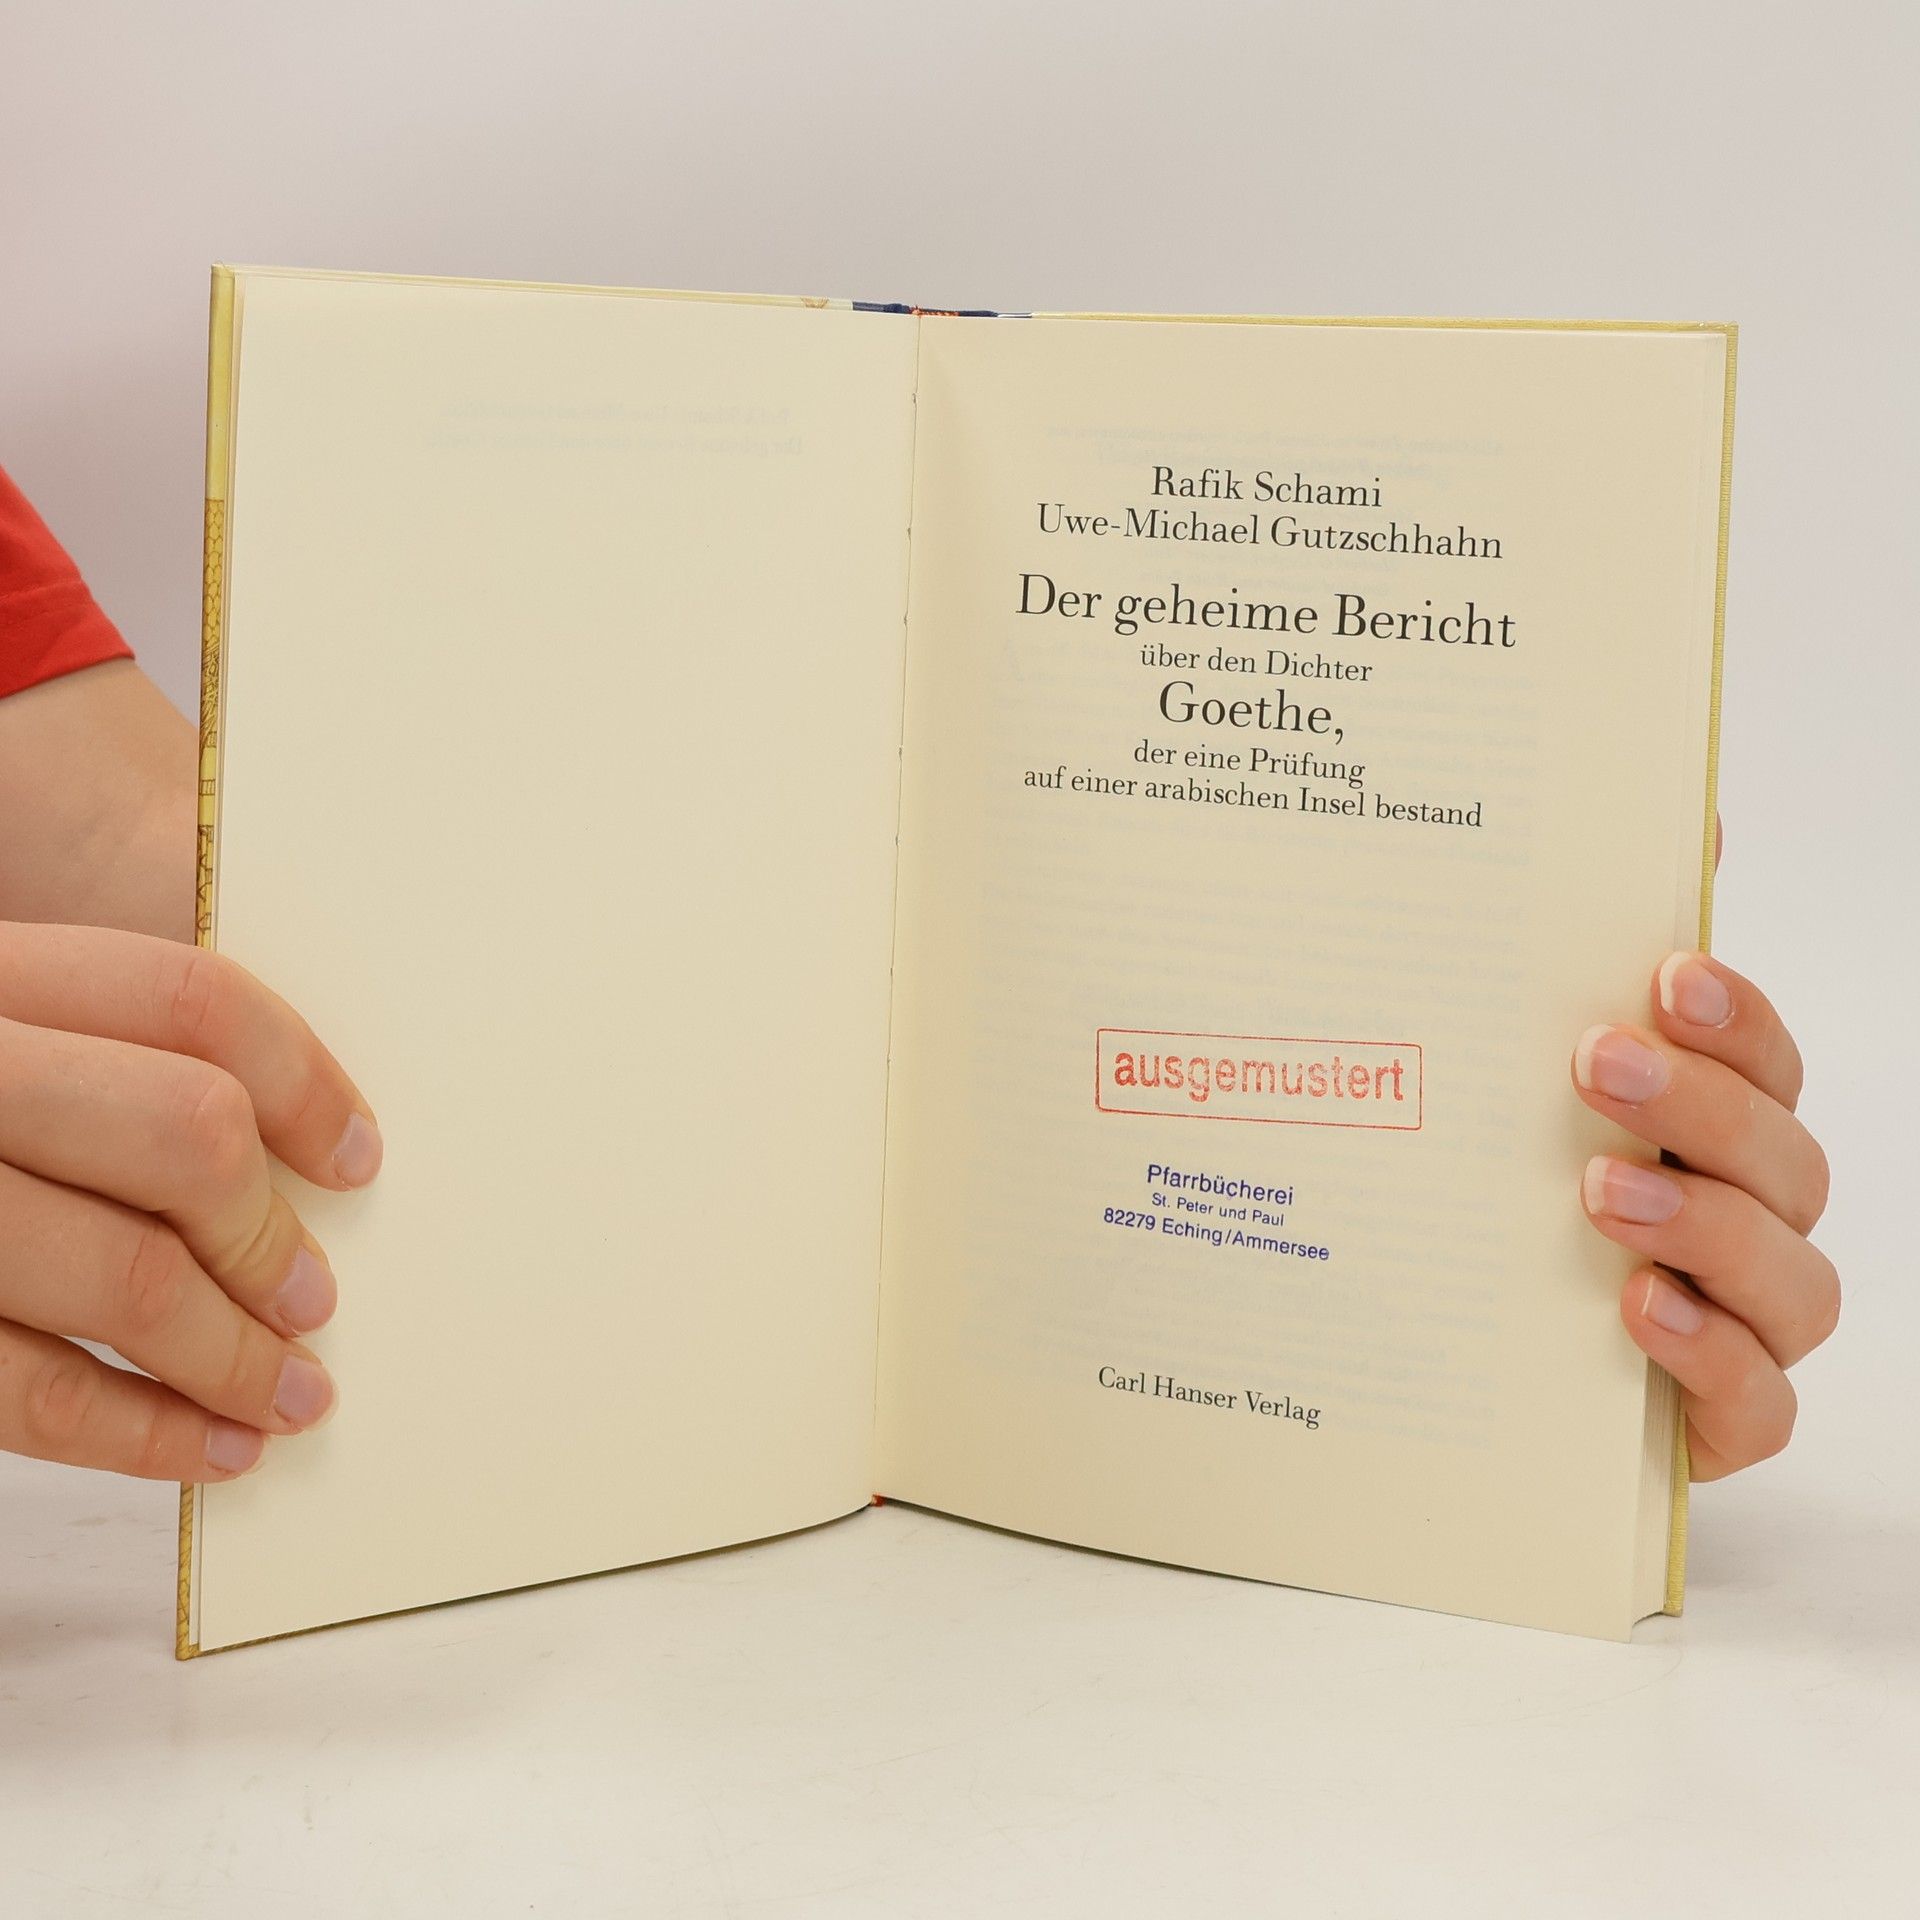 Rafik Schami
Uwe-Michael Gutzschhahn
Der geheime Bericht
über den Dichter
Goethe,
der eine Prüfung
auf einer arabischen Insel bestand
ausgemustert
Pfarrbücherei
St. Peter und Paul
82279 Eching/Ammersee
Carl Hanser Verlag